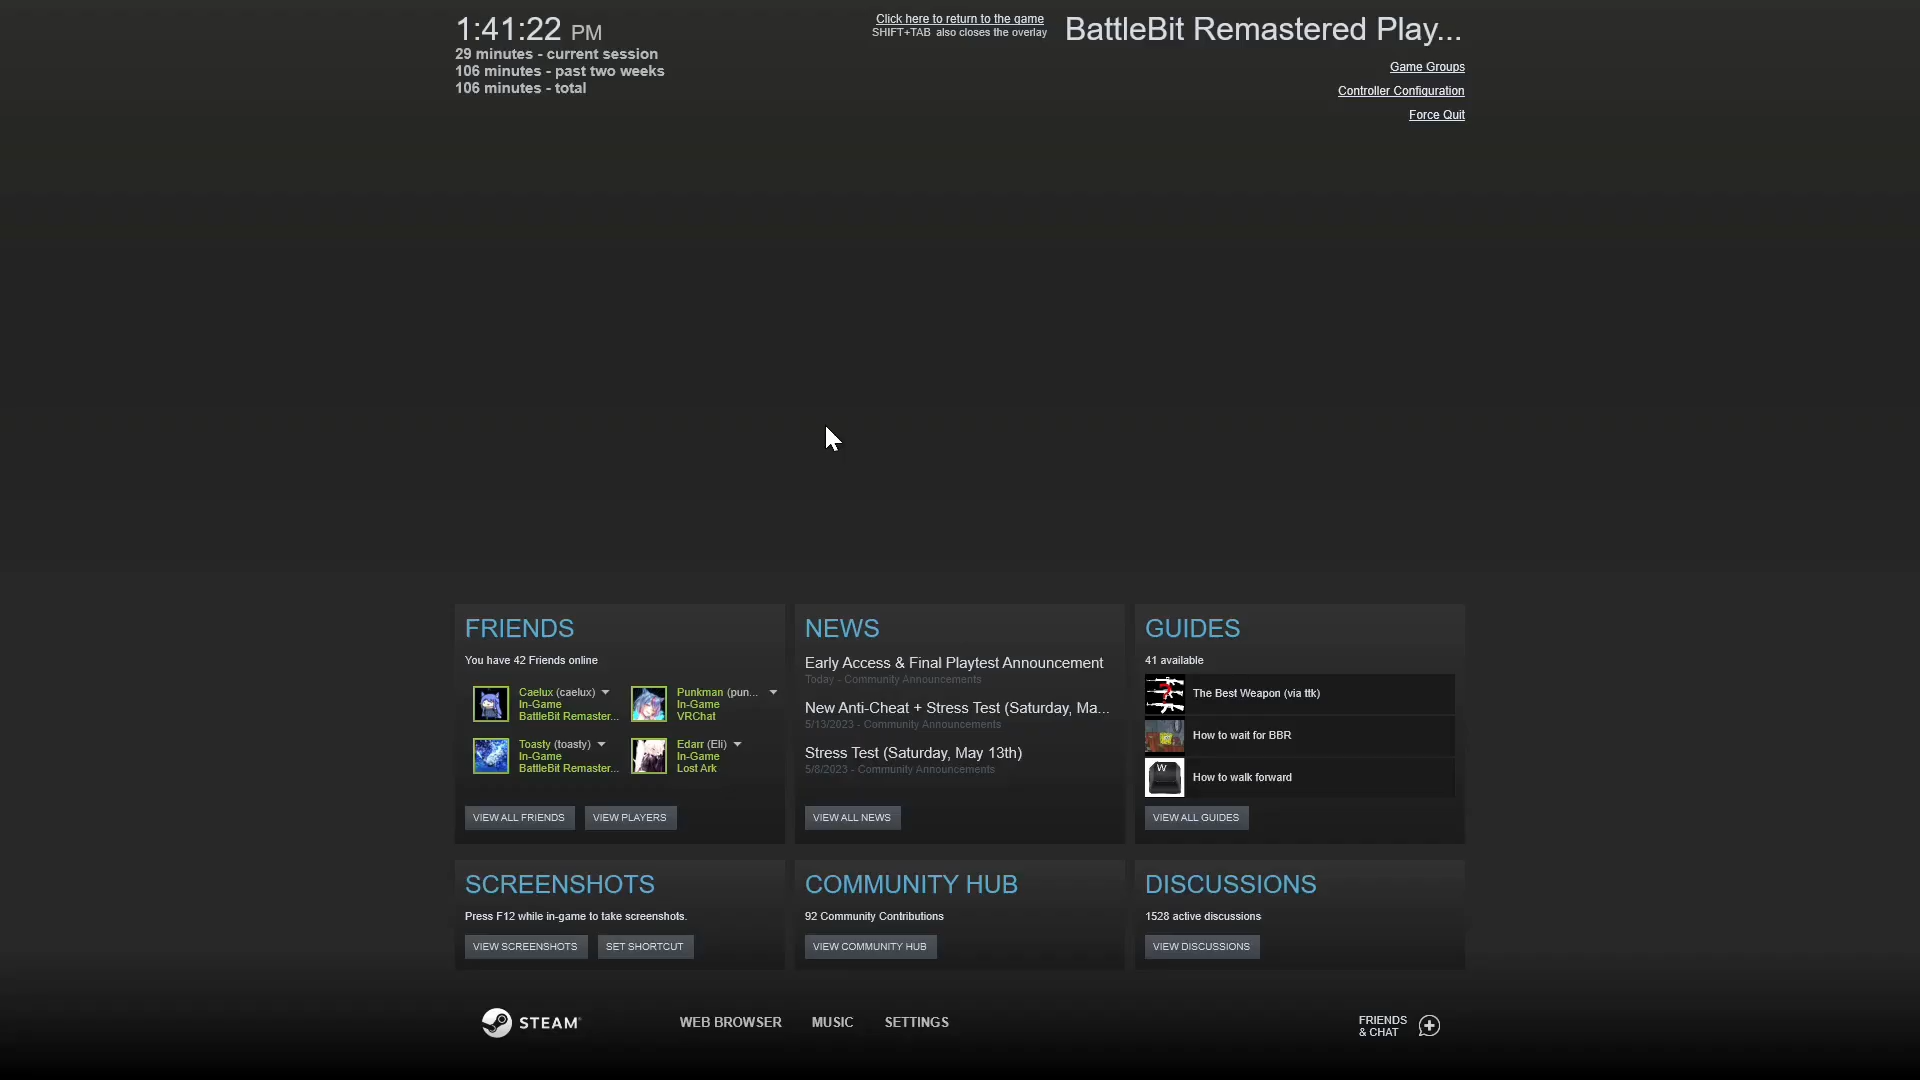 1:41:22 PM
29 minutes - current session
106 minutes - past two weeks
106 minutes - total
Click here to return to the game
SHIFT+TAB also closes the overlay
BattleBit Remastered Play...
Game Groups
Controller Configuration
Force Quit
FRIENDS
You have 42 Friends online
Caelux (caelux)
In-Game
BattleBit Remaster...
Punkman (pun...
In-Game
VRChat
Toasty (toasty)
In-Game
BattleBit Remaster...
Edarr (Eli)
In-Game
Lost Ark
VIEW ALL FRIENDS
VIEW PLAYERS
NEWS
Early Access & Final Playtest Announcement
Today - Community Announcements
New Anti-Cheat + Stress Test (Saturday, Ma...
5/13/2023 - Community Announcements
Stress Test (Saturday, May 13th)
5/8/2023 - Community Announcements
VIEW ALL NEWS
GUIDES
41 available
The Best Weapon (via ttk)
How to wait for BBR
W
How to walk forward
VIEW ALL GUIDES
SCREENSHOTS
Press F12 while in-game to take screenshots.
VIEW SCREENSHOTS
SET SHORTCUT
COMMUNITY HUB
92 Community Contributions
VIEW COMMUNITY HUB
DISCUSSIONS
1528 active discussions
VIEW DISCUSSIONS
STEAM
WEB BROWSER
MUSIC
SETTINGS
FRIENDS
& CHAT